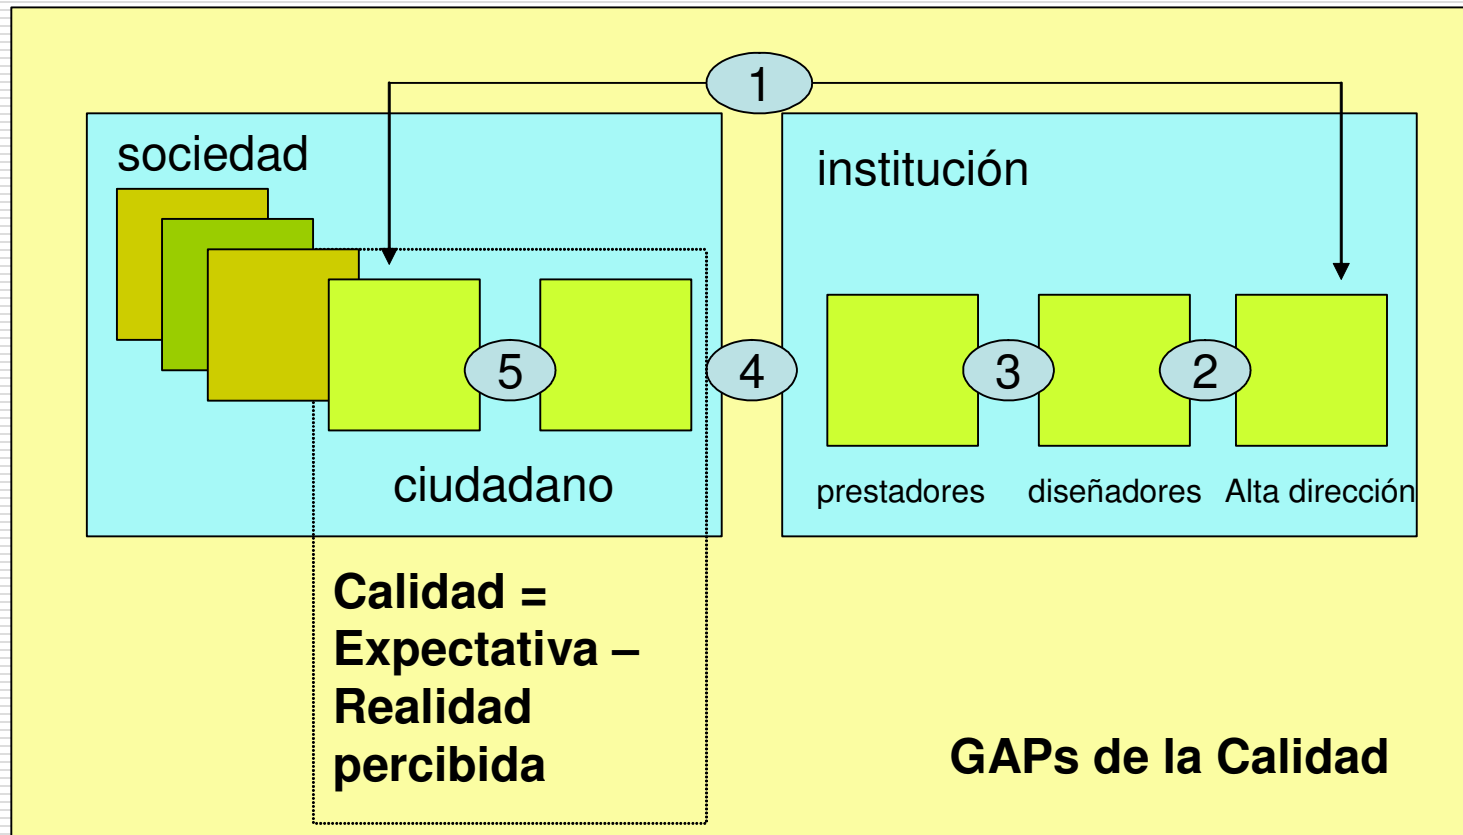 1
sociedad
institución
5
4
3
2
ciudadano
prestadores
diseñadores
Alta dirección
Calidad =
Expectativa –
Realidad
percibida
GAPs de la Calidad